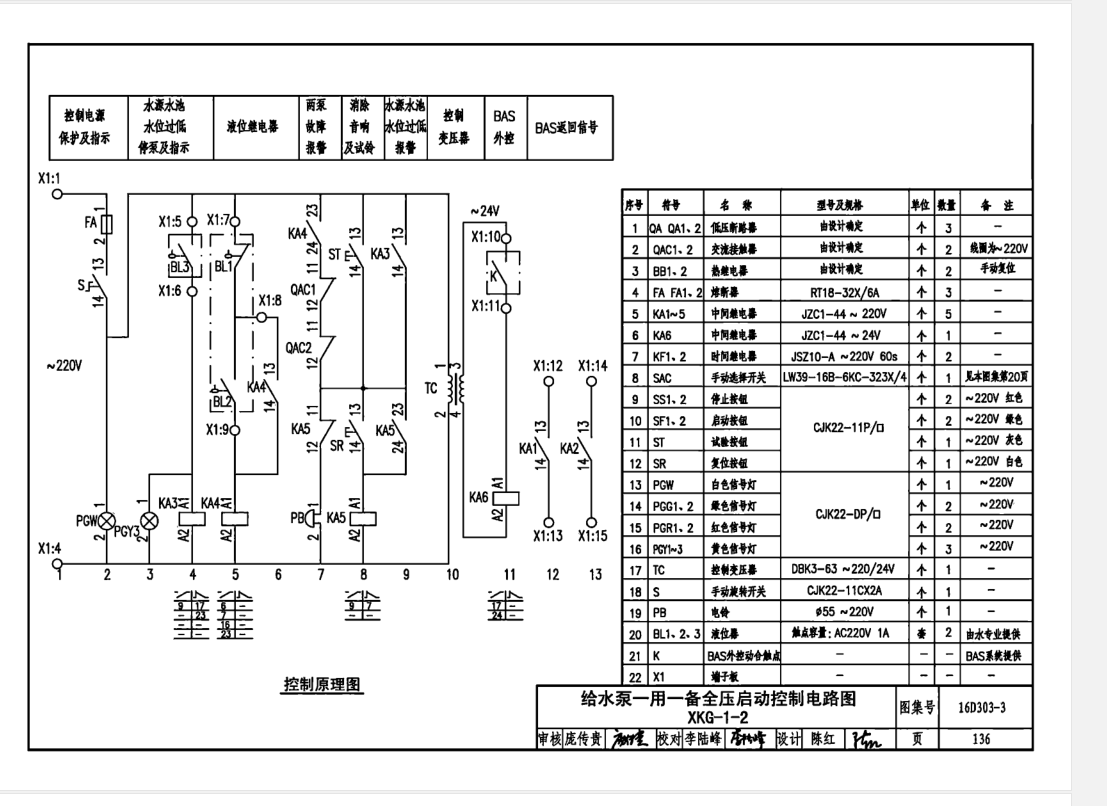 控制电源
保护及指示
水源水池
水位过低
停泵及指示
液位继电器
两泵
故障
报警
消除
音响
及试铃
水源水池
水位过低
报警
控制
变压器
BAS
外控
BAS返回信号
X1:1
FA
1
2
S
13
14
~220V
X1:5
BL3
X1:6
X1:7
BL1
X1:8
BL2
X1:9
KA4
13
14
KA4
23
24
QAC1
11
12
QAC2
11
12
ST
13
14
KA3
13
14
KA5
11
12
SR
13
14
KA5
23
24
TC
1
2
3
4
~24V
X1:10
K
X1:11
X1:12
X1:14
KA1
13
14
KA2
13
14
X1:13
X1:15
PGW
1
2
PGY3
1
2
KA3
A1
A2
KA4
A1
A2
PB
1
2
KA5
A1
A2
KA6
A1
A2
X1:4
1 2 3 4 5 6 7 8 9 10 11 12 13
9 17
- 23
- -
- -
6 -
7 -
16 -
23 -
9 7
- -
17 -
24 -
控制原理图
序号 符号 名 称 型号及规格 单位 数量 备 注
1 QA QA1、2 低压断路器 由设计确定 个 3 -
2 QAC1、2 交流接触器 由设计确定 个 2 线圈为~220V
3 BB1、2 热继电器 由设计确定 个 2 手动复位
4 FA FA1、2 熔断器 RT18-32X/6A 个 3 -
5 KA1~5 中间继电器 JZC1-44 ~ 220V 个 5 -
6 KA6 中间继电器 JZC1-44 ~ 24V 个 1 -
7 KF1、2 时间继电器 JSZ10-A ~220V 60s 个 2 -
8 SAC 手动选择开关 LW39-16B-6KC-323X/4 个 1 见本图集第20页
9 SS1、2 停止按钮 CJK22-11P/□ 个 2 ~220V 红色
10 SF1、2 启动按钮 个 2 ~220V 绿色
11 ST 试验按钮 个 1 ~220V 灰色
12 SR 复位按钮 个 1 ~220V 白色
13 PGW 白色信号灯 CJK22-DP/□ 个 1 ~220V
14 PGG1、2 绿色信号灯 个 2 ~220V
15 PGR1、2 红色信号灯 个 2 ~220V
16 PGY1~3 黄色信号灯 个 3 ~220V
17 TC 控制变压器 DBK3-63 ~220/24V 个 1 -
18 S 手动旋转开关 CJK22-11CX2A 个 1 -
19 PB 电铃 ø55 ~220V 个 1 -
20 BL1、2、3 液位器 触点容量:AC220V 1A 套 2 由水专业提供
21 K BAS外控动合触点 - - - BAS系统提供
22 X1 端子板 - - - -
给水泵一用一备全压启动控制电路图
XKG-1-2
图集号 16D303-3
审核 庞传贵 校对 李陆峰 李陆峰 设计 陈红 页 136